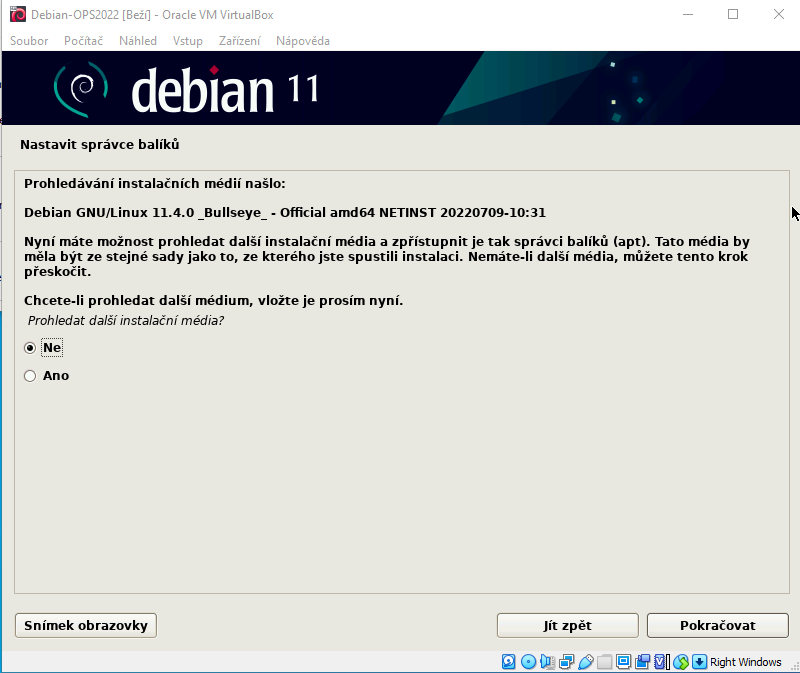 Debian-OPS2022 [Beží] - Oracle VM VirtualBox
Soubor Počítač Náhled Vstup Zařízení Nápověda
debian 11
Nastavit správce balíků
Prohledávání instalačních médií našlo:
Debian GNU/Linux 11.4.0 _Bullseye_ - Official amd64 NETINST 20220709-10:31
Nyní máte možnost prohledat další instalační média a zpřístupnit je tak správci balíků (apt). Tato média by
měla být ze stejné sady jako to, ze kterého jste spustili instalaci. Nemáte-li další média, můžete tento krok
přeskočit.
Chcete-li prohledat další médium, vložte je prosím nyní.
Prohledat další instalační média?
Ne
Ano
Snímek obrazovky Jít zpět Pokračovat
Right Windows